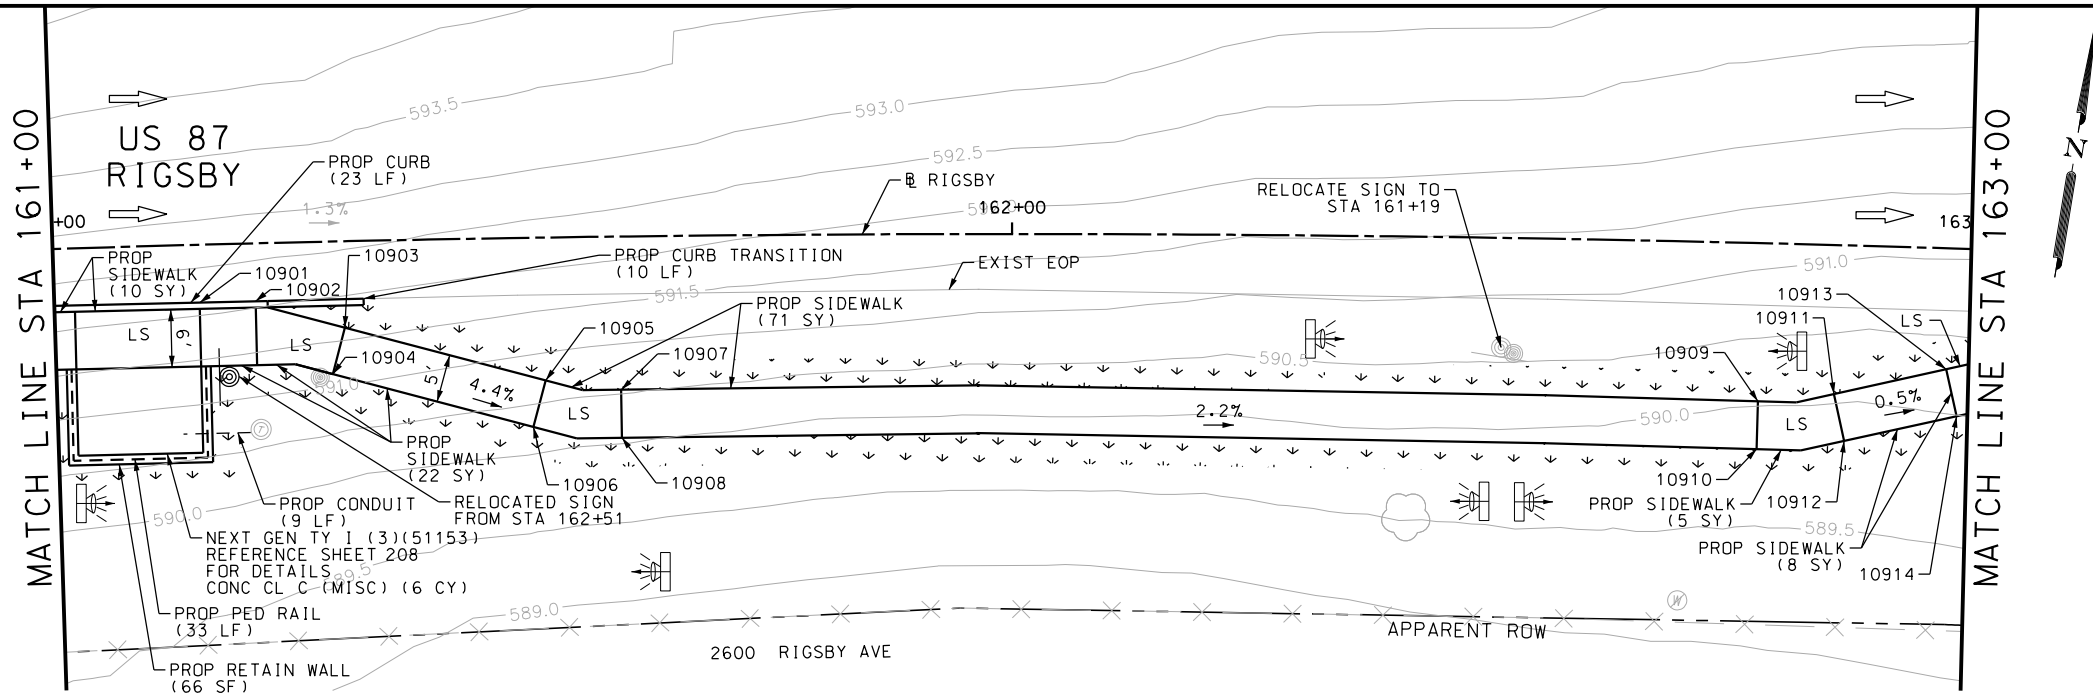 MATCH LINE STA 161+00
US 87
RIGSBY
+00
1.3%
593.5
593.0
592.5
PROP CURB
(23 LF)
B RIGSBY
162+00
RELOCATE SIGN TO
STA 161+19
163
MATCH LINE STA 163+00
N
PROP
SIDEWALK
(10 SY)
10901
10902
10903
PROP CURB TRANSITION
(10 LF)
EXIST EOP
591.5
591.0
PROP SIDEWALK
(71 SY)
LS
6'
LS
10904
591.0
5'
4.4%
10905
10907
LS
590.5
2.2%
590.0
10909
10911
10913
LS
LS
0.5%
T
PROP
SIDEWALK
(22 SY)
10906
10908
10910
PROP SIDEWALK
(5 SY)
10912
PROP SIDEWALK
(8 SY)
10914
589.5
590.0
PROP CONDUIT
(9 LF)
RELOCATED SIGN
FROM STA 162+51
NEXT GEN TY I (3)(51153)
REFERENCE SHEET 208
FOR DETAILS
CONC CL C (MISC) (6 CY)
589.5
589.0
PROP PED RAIL
(33 LF)
PROP RETAIN WALL
(66 SF)
2600 RIGSBY AVE
APPARENT ROW
W